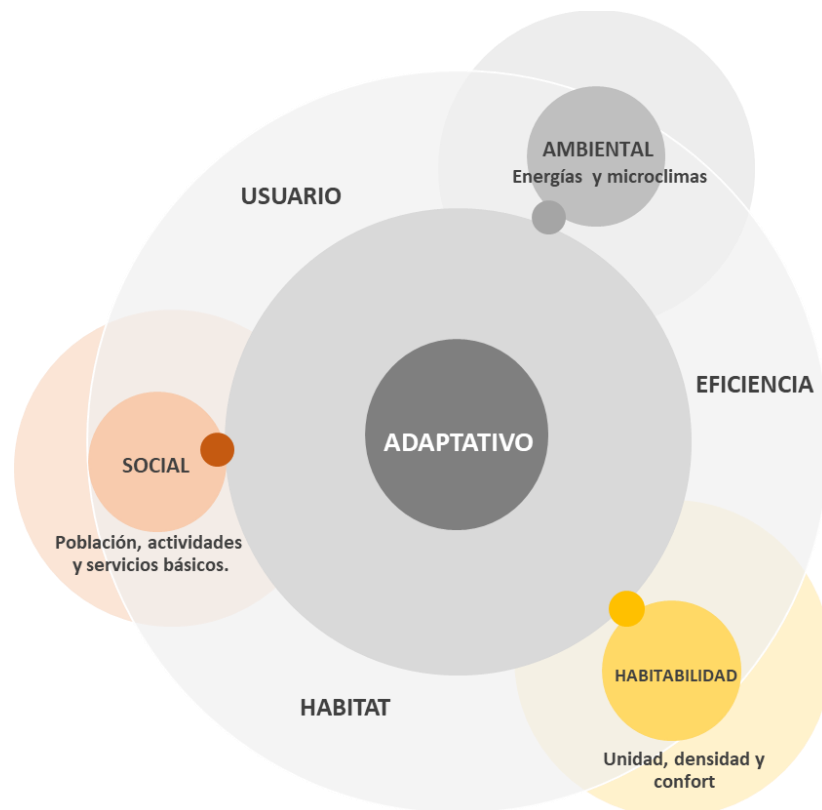 AMBIENTAL
Energías y microclimas
USUARIO
EFICIENCIA
ADAPTATIVO
SOCIAL
Población, actividades
y servicios básicos.
HABITABILIDAD
HABITAT
Unidad, densidad y
confort